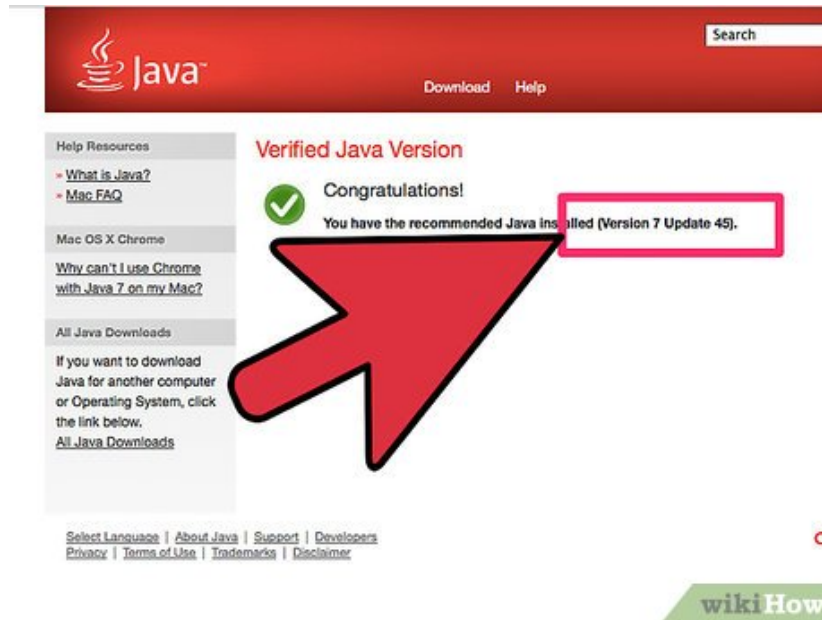 Java™
Search
Download Help
Help Resources
» What is Java?
» Mac FAQ
Mac OS X Chrome
Why can't I use Chrome
with Java 7 on my Mac?
All Java Downloads
If you want to download
Java for another computer
or Operating System, click
the link below.
All Java Downloads
Verified Java Version
Congratulations!
You have the recommended Java installed (Version 7 Update 45).
Select Language | About Java | Support | Developers
Privacy | Terms of Use | Trademarks | Disclaimer
wikiHow